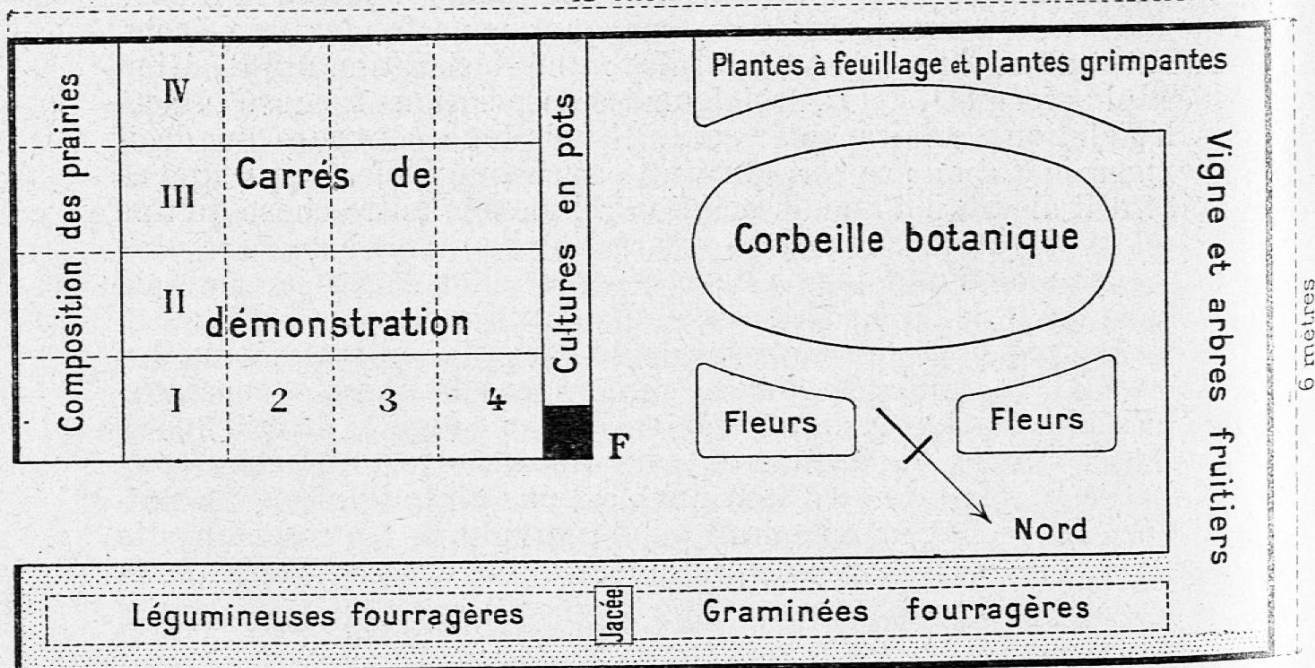 Plantes à feuillage et plantes grimpantes
Composition des prairies
IV
III
II
I
2
3
4
Carrés de
démonstration
Cultures en pots
F
Corbeille botanique
Fleurs
Fleurs
Nord
Vigne et arbres fruitiers
6 mètres
Légumineuses fourragères
Jacée
Graminées fourragères